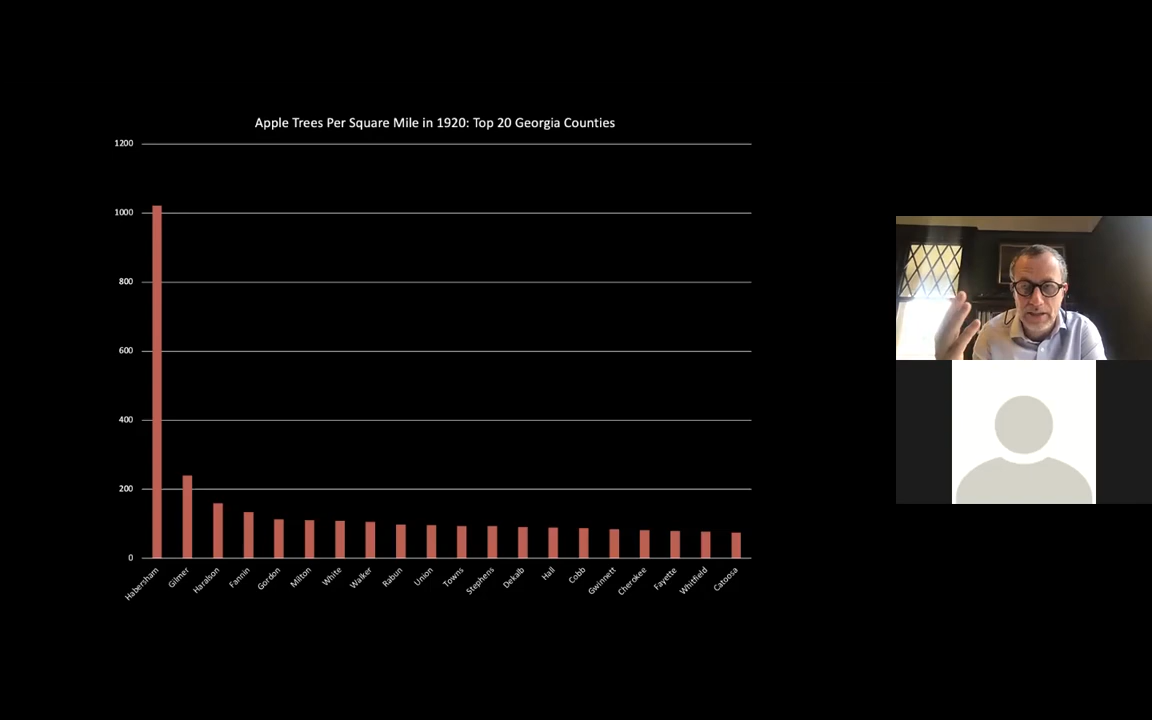 Apple Trees Per Square Mile in 1920: Top 20 Georgia Counties
1200
1000
800
600
400
200
0
Habersham
Gilmer
Haralson
Fannin
Gordon
Milton
White
Walker
Rabun
Union
Towns
Stephens
Dekalb
Hall
Cobb
Gwinnett
Cherokee
Fayette
Whitfield
Catoosa